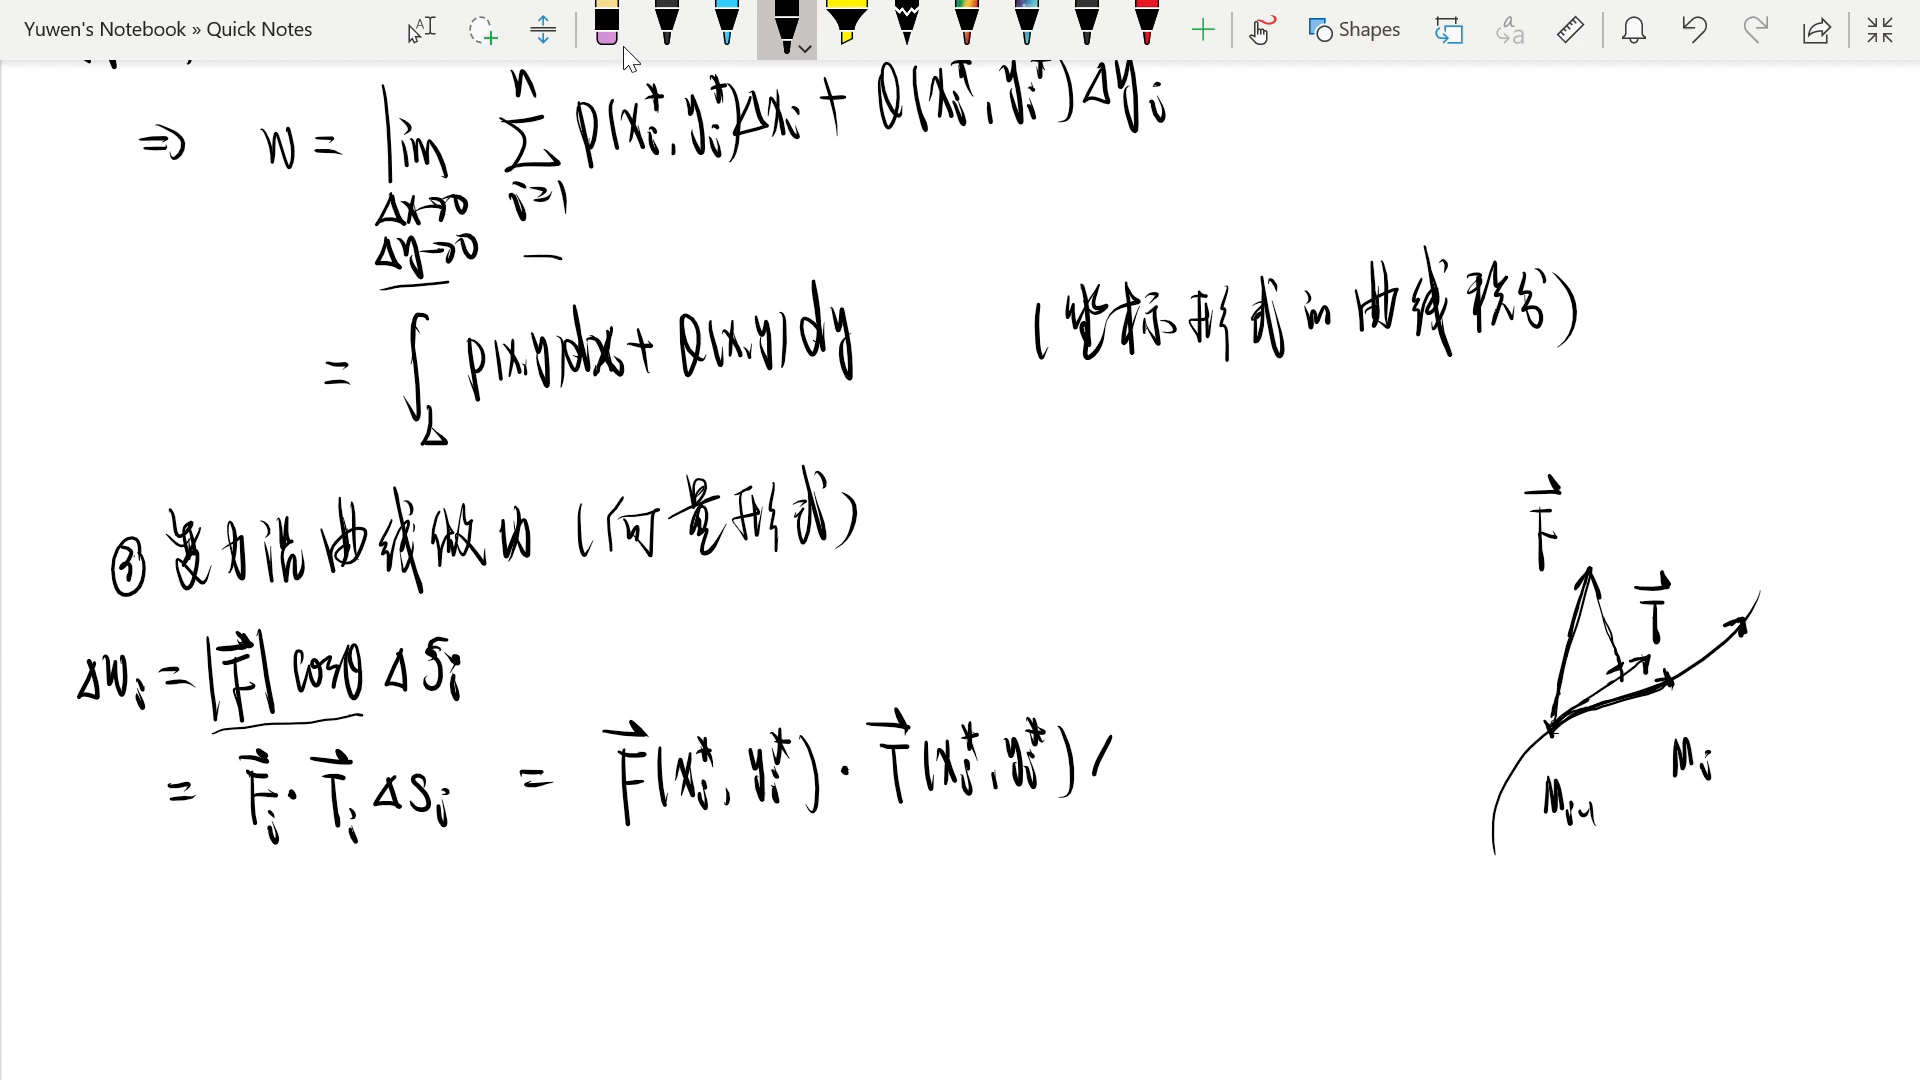 Yuwen's Notebook » Quick Notes Shapes
⇒ W = lim ∑ P(xᵢ*, yᵢ*)Δxᵢ + Q(xᵢ*, yᵢ*)Δyᵢ
n
Δx→0 i=1
Δy→0
= ∫_L P(x,y)dx + Q(x,y)dy (坐标形式的曲线积分)
③ 变力沿曲线做功 (向量形式)
ΔWᵢ = |F⃗| cosθ ΔSᵢ
= F⃗ᵢ · T⃗ᵢ ΔSᵢ = F⃗(xᵢ*, yᵢ*) · T⃗(xᵢ*, yᵢ*)
F⃗
T⃗
Mᵢ
Mᵢ₋₁